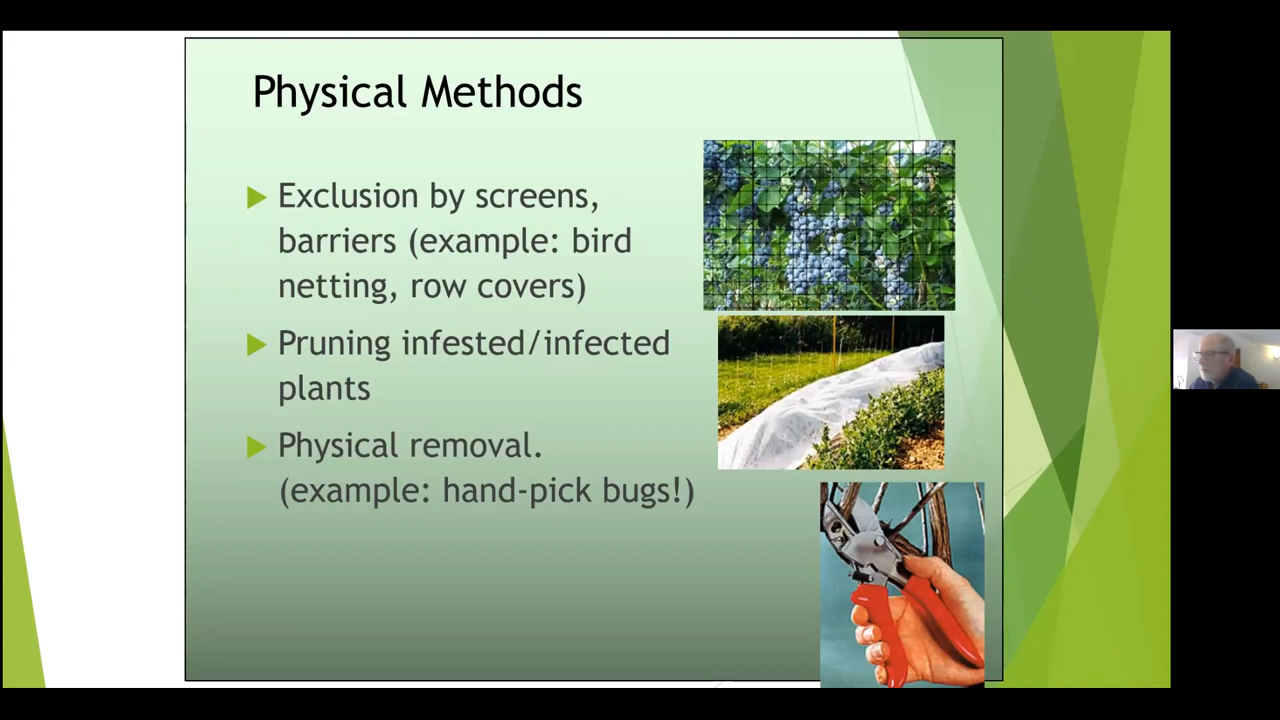 Physical Methods
Exclusion by screens,
barriers (example: bird
netting, row covers)
Pruning infested/infected
plants
Physical removal.
(example: hand-pick bugs!)